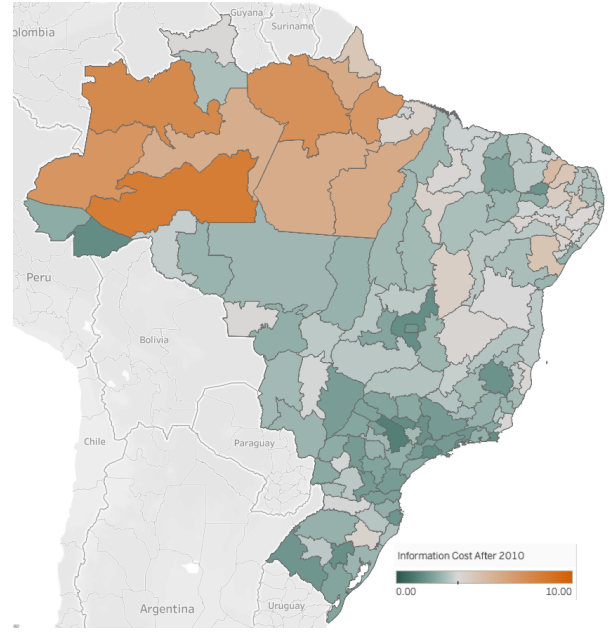 Guyana
Suriname
olombia
Peru
Bolivia
Chile
Paraguay
Argentina
Uruguay
Information Cost After 2010
0.00 10.00